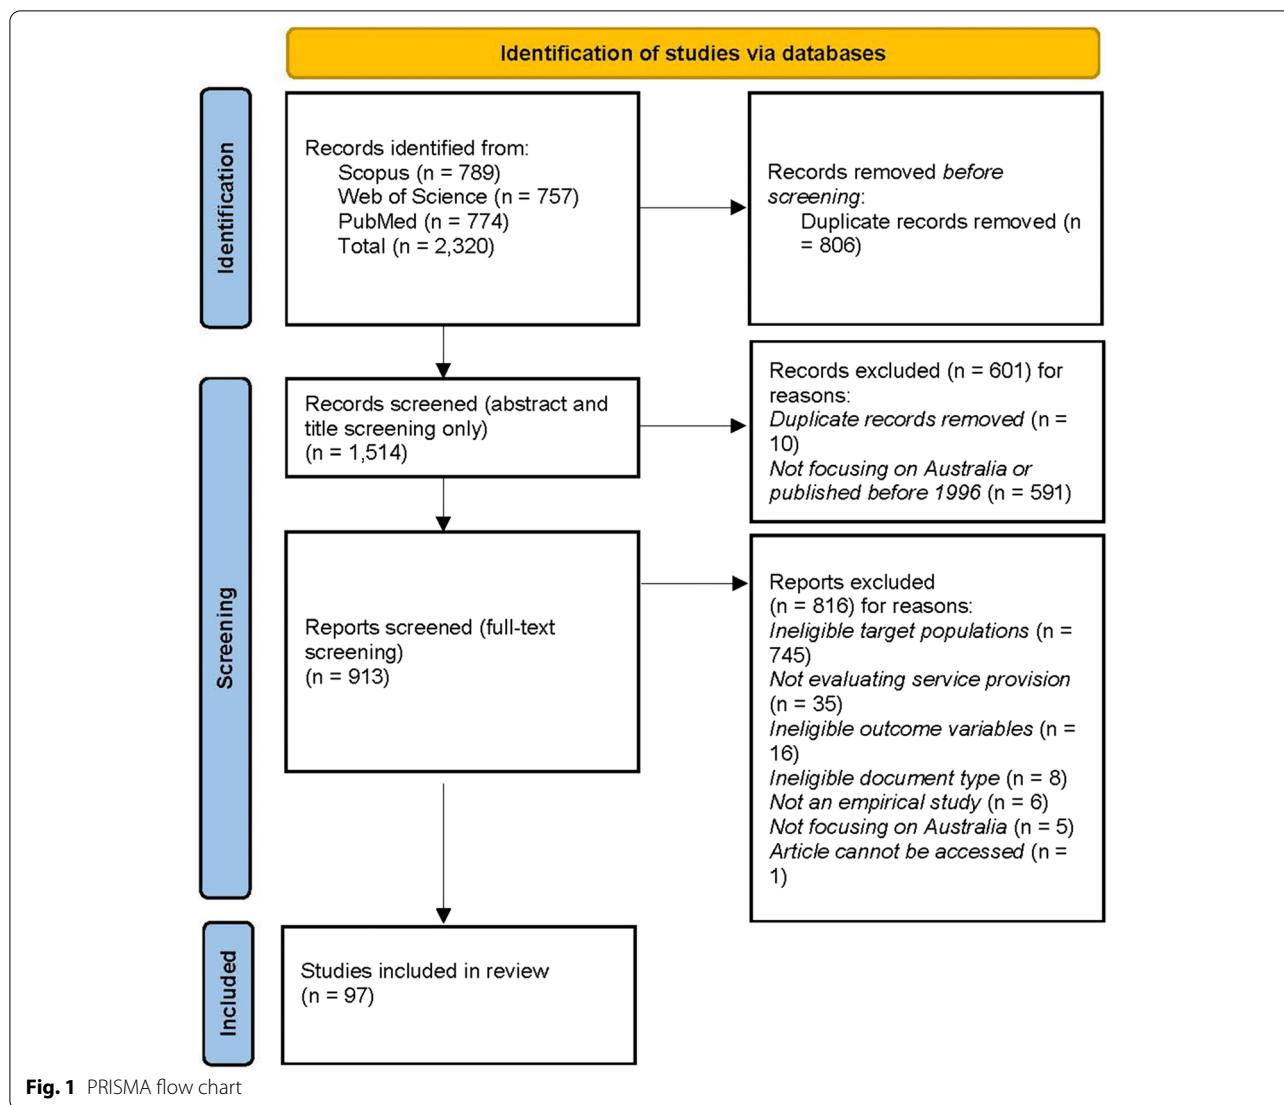 Identification of studies via databases
Identification
Records identified from:
Scopus (n = 789)
Web of Science (n = 757)
PubMed (n = 774)
Total (n = 2,320)
Records removed before
screening:
Duplicate records removed (n
= 806)
Screening
Records screened (abstract and
title screening only)
(n = 1,514)
Records excluded (n = 601) for
reasons:
Duplicate records removed (n =
10)
Not focusing on Australia or
published before 1996 (n = 591)
Reports screened (full-text
screening)
(n = 913)
Reports excluded
(n = 816) for reasons:
Ineligible target populations (n =
745)
Not evaluating service provision
(n = 35)
Ineligible outcome variables (n =
16)
Ineligible document type (n = 8)
Not an empirical study (n = 6)
Not focusing on Australia (n = 5)
Article cannot be accessed (n =
1)
Included
Studies included in review
(n = 97)
Fig. 1 PRISMA flow chart